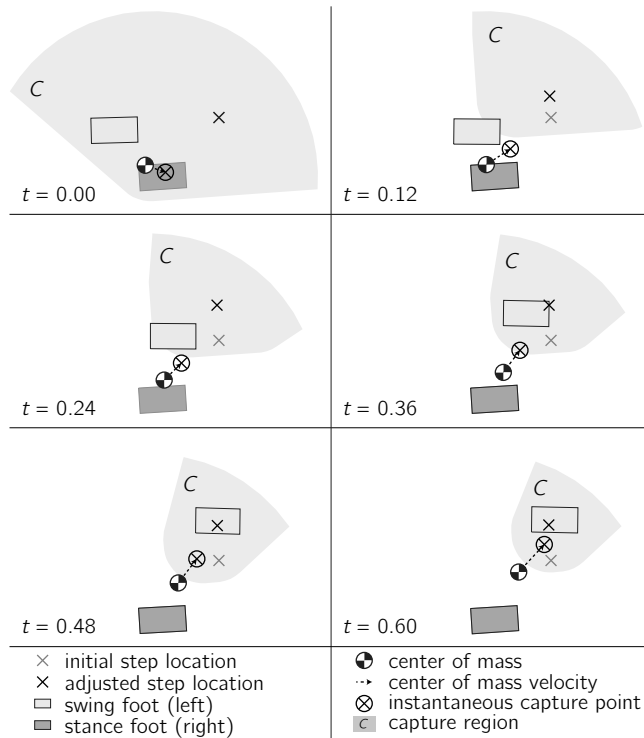 C
t = 0.00
C
t = 0.12
C
t = 0.24
C
t = 0.36
C
t = 0.48
C
t = 0.60
initial step location
adjusted step location
swing foot (left)
stance foot (right)
center of mass
center of mass velocity
instantaneous capture point
C capture region